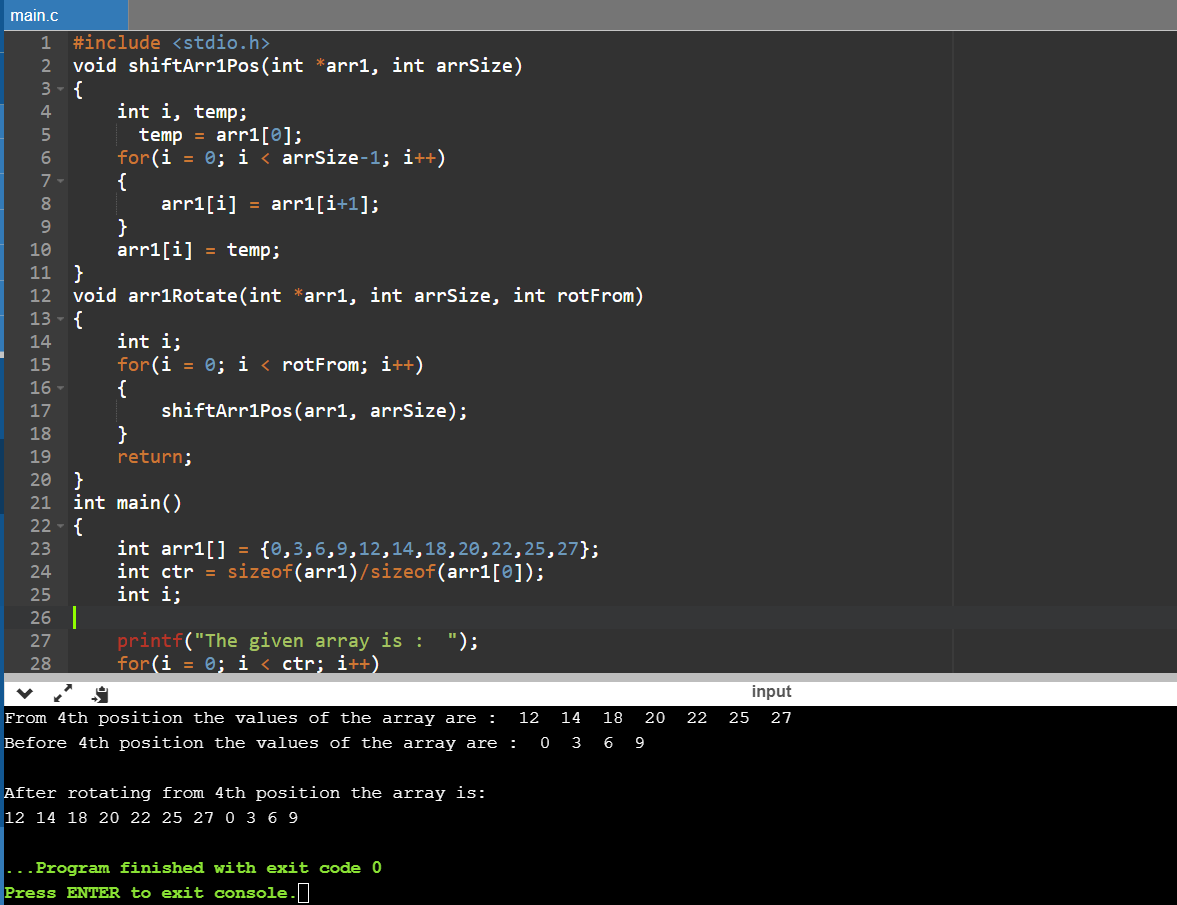 main.c
1 #include <stdio.h>
2 void shiftArr1Pos(int *arr1, int arrSize)
3 {
4     int i, temp;
5       temp = arr1[0];
6     for(i = 0; i < arrSize-1; i++)
7     {
8         arr1[i] = arr1[i+1];
9     }
10     arr1[i] = temp;
11 }
12 void arr1Rotate(int *arr1, int arrSize, int rotFrom)
13 {
14     int i;
15     for(i = 0; i < rotFrom; i++)
16     {
17         shiftArr1Pos(arr1, arrSize);
18     }
19     return;
20 }
21 int main()
22 {
23     int arr1[] = {0,3,6,9,12,14,18,20,22,25,27};
24     int ctr = sizeof(arr1)/sizeof(arr1[0]);
25     int i;
26
27     printf("The given array is :  ");
28     for(i = 0; i < ctr; i++)
input
From 4th position the values of the array are :  12  14  18  20  22  25  27
Before 4th position the values of the array are :  0  3  6  9
After rotating from 4th position the array is:
12 14 18 20 22 25 27 0 3 6 9
...Program finished with exit code 0
Press ENTER to exit console.